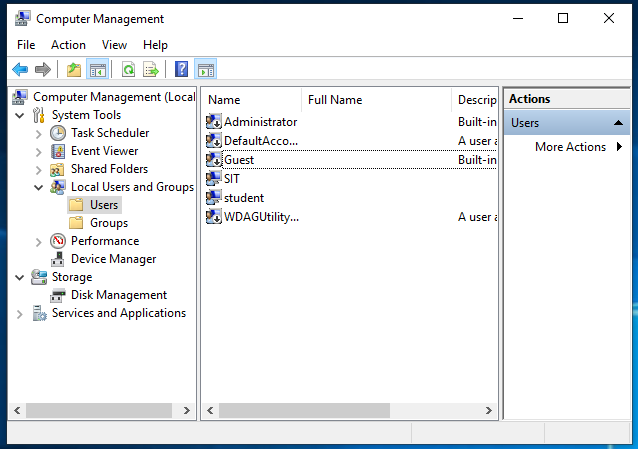 Computer Management
File Action View Help
Computer Management (Local
System Tools
Task Scheduler
Event Viewer
Shared Folders
Local Users and Groups
Users
Groups
Performance
Device Manager
Storage
Disk Management
Services and Applications
Name Full Name Descrip
Administrator Built-in
DefaultAcco... A user a
Guest Built-in
SIT
student
WDAGUtility... A user a
Actions
Users
More Actions